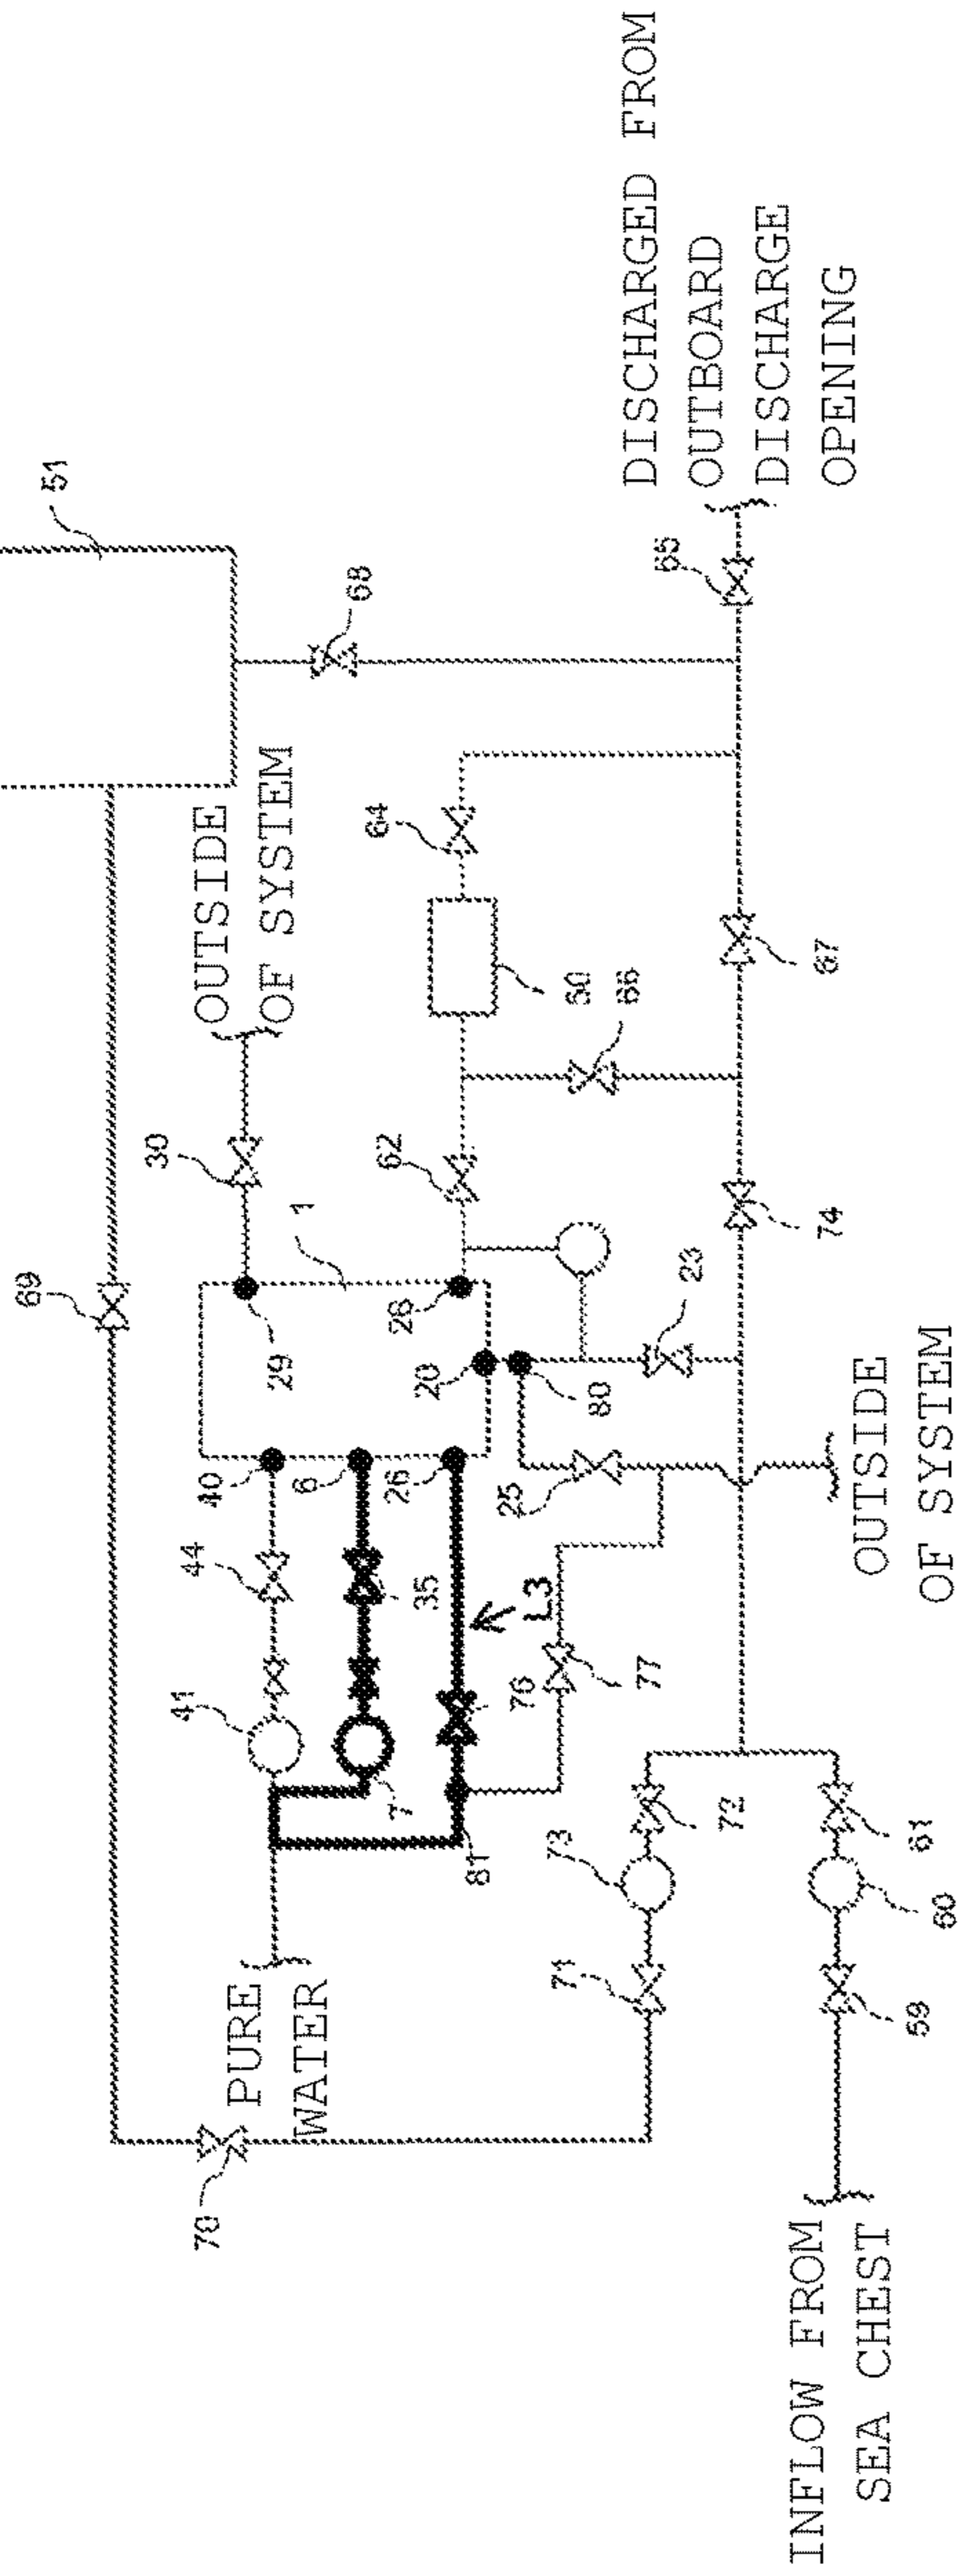 51
69
68
OUTSIDE
OF SYSTEM
30
1
64
DISCHARGED FROM
OUTBOARD
DISCHARGE
OPENING
65
62
50
66
67
29
28
40
44
41
6
35
7
26
20
80
23
74
25
L3
76
77
81
PURE
WATER
70
73
72
71
OUTSIDE
OF SYSTEM
61
60
59
INFLOW FROM
SEA CHEST